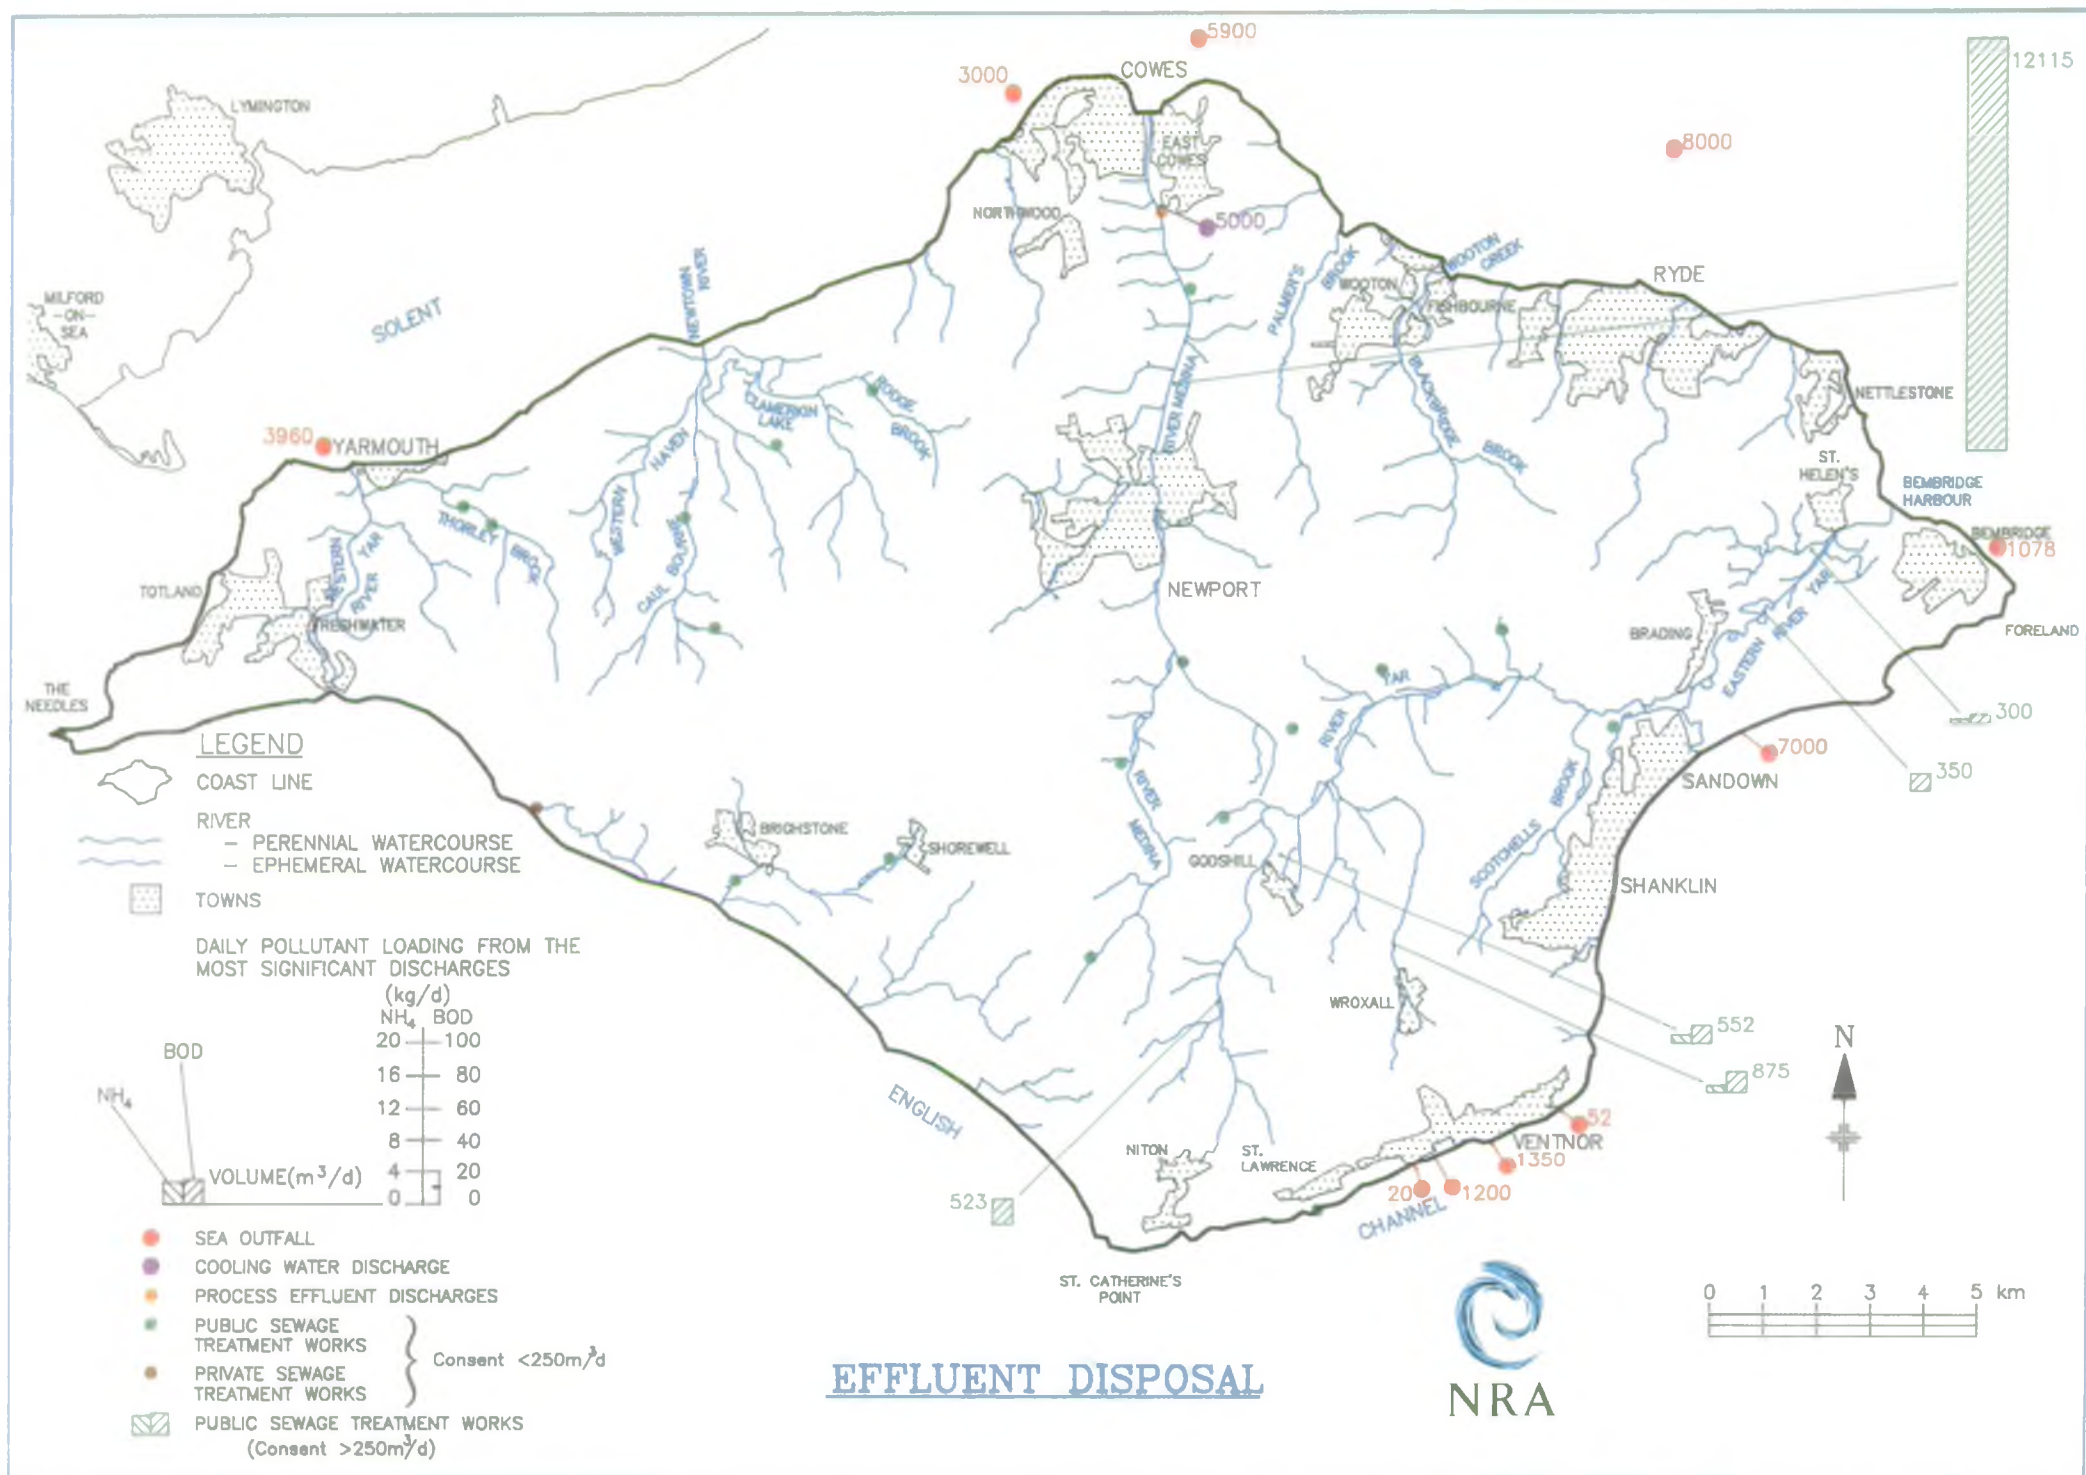 5900
12115
3000
COWES
LYMINGTON
8000
EAST
COWES
NORTHWOOD
5000
RIVER
NEWTOWN
WOOTON
CREEK
PALMER'S
BROOK
RYDE
MILFORD
-ON-
SEA
SOLENT
WOOTON
FISHBOURNE
RIVER MEDINA
BLACKBRIDGE
BROOK
NETTLESTONE
CLAMERKIN
LAKE
RODGE
BROOK
3960
YARMOUTH
WESTERN
HAVEN
ST.
HELEN'S
BEMBRIDGE
HARBOUR
BEMBRIDGE
1078
THORLEY
BROOK
WESTERN
YAR
RIVER
CAUL BOURNE
TOTLAND
FRESHWATER
NEWPORT
BRADING
EASTERN
RIVER YAR
FORELAND
THE
NEEDLES
RIVER
YAR
300
7000
350
SANDOWN
LEGEND
COAST LINE
RIVER
- PERENNIAL WATERCOURSE
- EPHEMERAL WATERCOURSE
TOWNS
BRIGHSTONE
SHOREWELL
RIVER
MEDINA
GODSHILL
SCOTCHELLS
BROOK
SHANKLIN
DAILY POLLUTANT LOADING FROM THE
MOST SIGNIFICANT DISCHARGES
(kg/d)
NH₄ BOD
20 100
16 80
12 60
8 40
4 20
0 0
BOD
NH₄
VOLUME(m³/d)
WROXALL
552
875
N
ENGLISH
CHANNEL
52
VENTNOR
1350
20
1200
NITON
ST.
LAWRENCE
523
SEA OUTFALL
COOLING WATER DISCHARGE
PROCESS EFFLUENT DISCHARGES
PUBLIC SEWAGE
TREATMENT WORKS
PRIVATE SEWAGE
TREATMENT WORKS
Consent <250m³/d
PUBLIC SEWAGE TREATMENT WORKS
(Consent >250m³/d)
ST. CATHERINE'S
POINT
EFFLUENT DISPOSAL
NRA
0 1 2 3 4 5 km